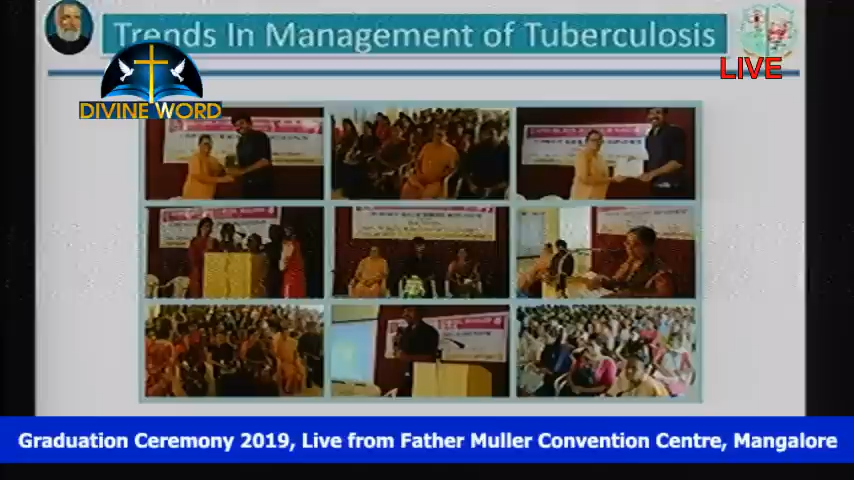 Trends In Management of Tuberculosis
LIVE
DIVINE WORD
Graduation Ceremony 2019, Live from Father Muller Convention Centre, Mangalore